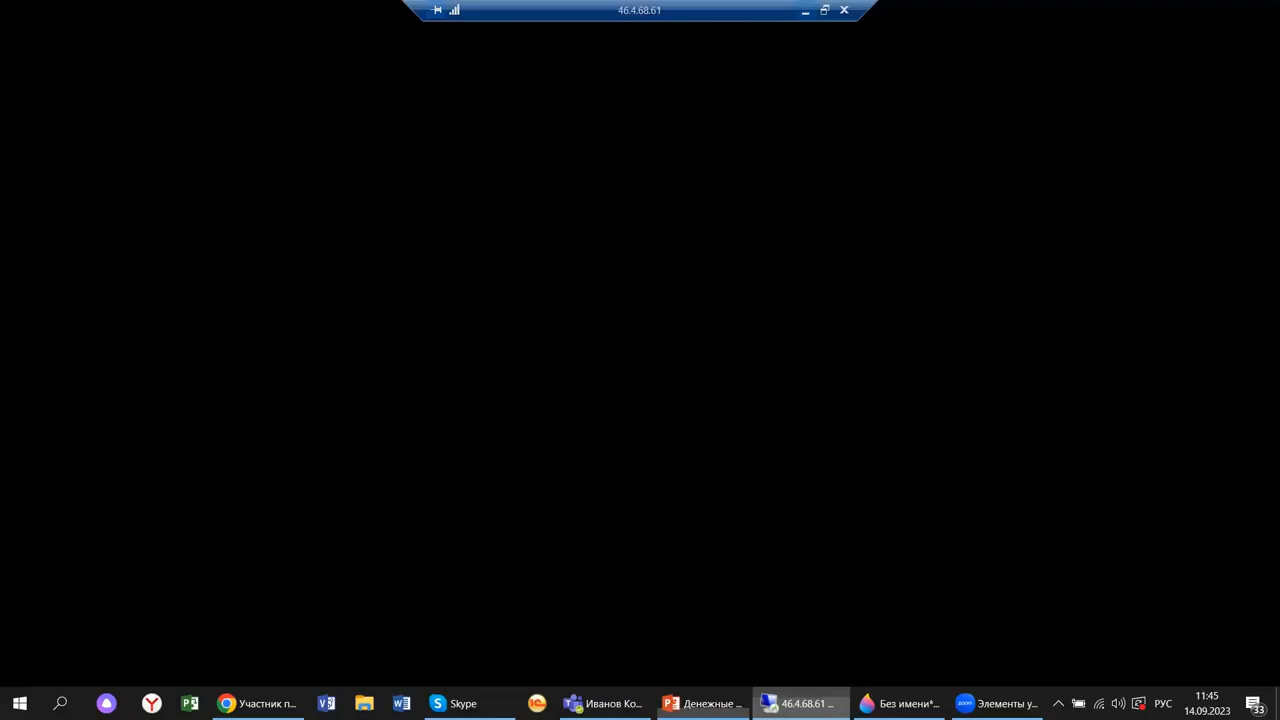 46.4.68.61
Участник п...
Skype
Иванов Ко...
Денежные ...
46.4.68.61 ...
Без имени*...
zoom
Элементы у...
РУС
11:45
14.09.2023
33